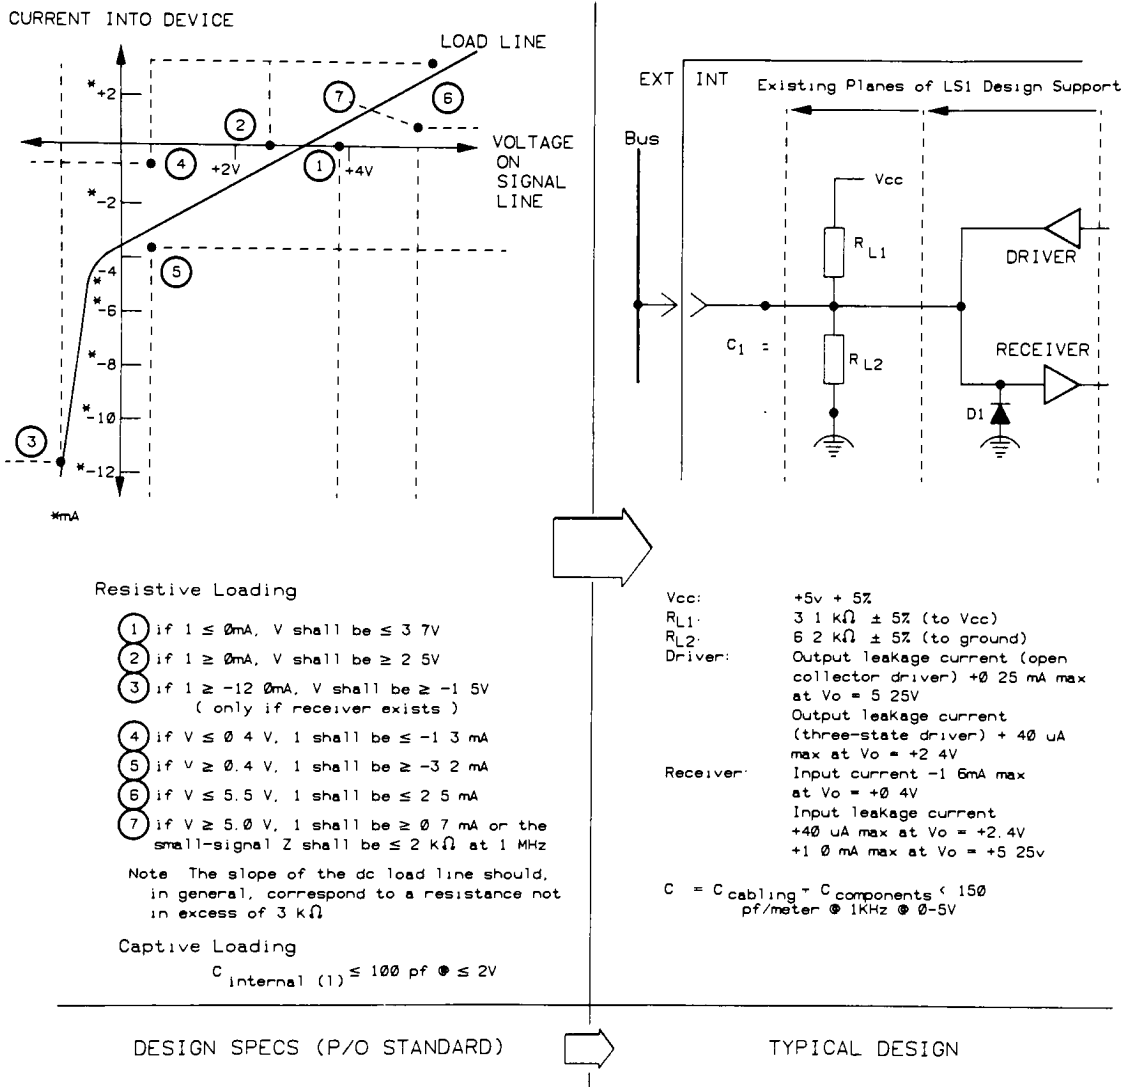 CURRENT INTO DEVICE
LOAD LINE
*
+2
7
6
2
VOLTAGE
ON
SIGNAL
LINE
4
+2V
1
+4V
*
-2
5
-4
*
*
-6
*
-8
*
-10
3
*
-12
*mA
EXT
INT
Existing Planes of LS1 Design Support
Bus
Vcc
RL1
DRIVER
C1 =
RL2
RECEIVER
D1
Resistive Loading
1 if 1 ≤ 0mA, V shall be ≤ 3 7V
2 if 1 ≥ 0mA, V shall be ≥ 2 5V
3 if 1 ≥ -12 0mA, V shall be ≥ -1 5V
( only if receiver exists )
4 if V ≤ 0 4 V, 1 shall be ≤ -1 3 mA
5 if V ≥ 0.4 V, 1 shall be ≥ -3 2 mA
6 if V ≤ 5.5 V, 1 shall be ≤ 2 5 mA
7 if V ≥ 5.0 V, 1 shall be ≥ 0 7 mA or the
small-signal Z shall be ≤ 2 kΩ at 1 MHz
Note The slope of the dc load line should,
in general, correspond to a resistance not
in excess of 3 kΩ
Captive Loading
C internal (1) ≤ 100 pf @ ≤ 2V
Vcc: +5v + 5%
RL1: 3 1 kΩ ± 5% (to Vcc)
RL2: 6 2 kΩ ± 5% (to ground)
Driver: Output leakage current (open
collector driver) +0 25 mA max
at Vo = 5 25V
Output leakage current
(three-state driver) + 40 uA
max at Vo = +2 4V
Receiver: Input current -1 6mA max
at Vo = +0 4V
Input leakage current
+40 uA max at Vo = +2.4V
+1 0 mA max at Vo = +5 25v
C = C cabling - C components < 150
pf/meter @ 1KHz @ 0-5V
DESIGN SPECS (P/O STANDARD)
TYPICAL DESIGN